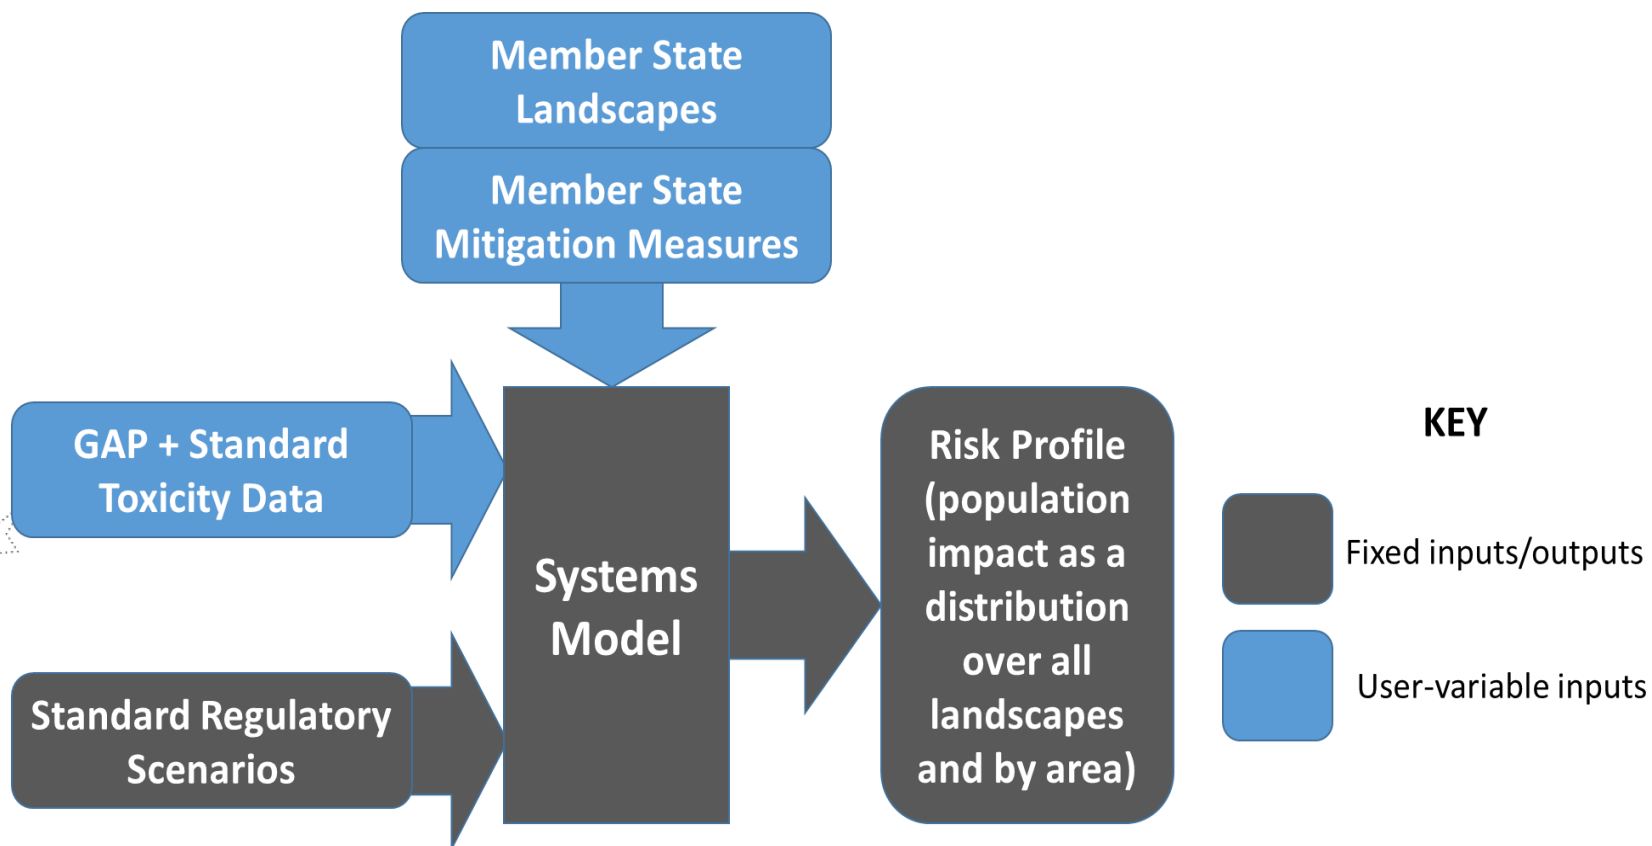 Member State
Landscapes
Member State
Mitigation Measures
GAP + Standard
Toxicity Data
Standard Regulatory
Scenarios
Systems
Model
Risk Profile
(population
impact as a
distribution
over all
landscapes
and by area)
KEY
Fixed inputs/outputs
User-variable inputs